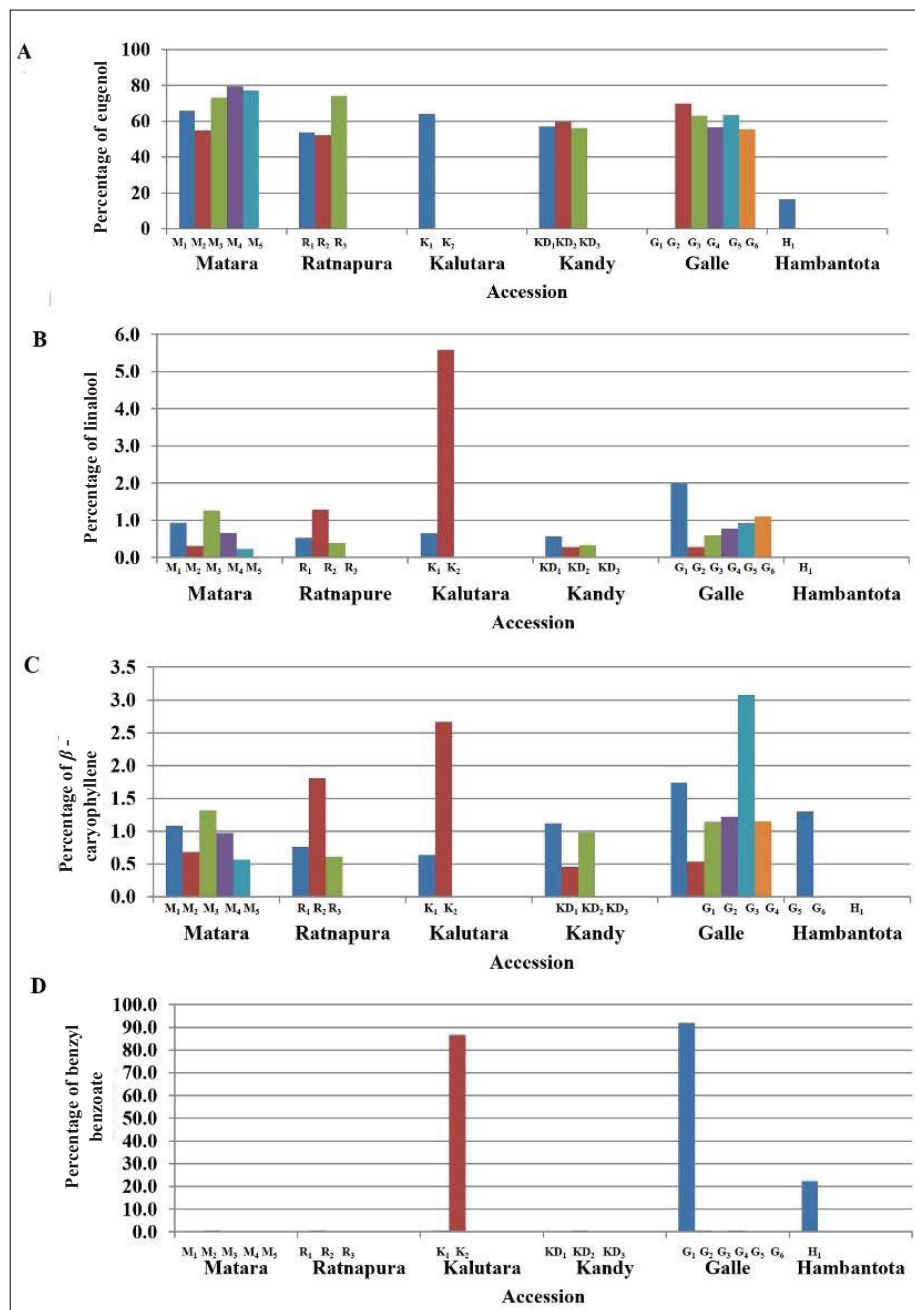 A
Percentage of eugenol
100
80
60
40
20
0
M₁ M₂ M₃ M₄ M₅ R₁ R₂ R₃ K₁ K₂ KD₁ KD₂ KD₃ G₁ G₂ G₃ G₄ G₅ G₆ H₁
Matara Ratnapura Kalutara Kandy Galle Hambantota
Accession
B
Percentage of linalool
6.0
5.0
4.0
3.0
2.0
1.0
0.0
M₁ M₂ M₃ M₄ M₅ R₁ R₂ R₃ K₁ K₂ KD₁ KD₂ KD₃ G₁ G₂ G₃ G₄ G₅ G₆ H₁
Matara Ratnapure Kalutara Kandy Galle Hambantota
Accession
C
Percentage of β -
caryophyllene
3.5
3.0
2.5
2.0
1.5
1.0
0.5
0.0
M₁ M₂ M₃ M₄ M₅ R₁ R₂ R₃ K₁ K₂ KD₁ KD₂ KD₃ G₁ G₂ G₃ G₄ G₅ G₆ H₁
Matara Ratnapura Kalutara Kandy Galle Hambantota
Accession
D
Percentage of benzyl
benzoate
100.0
90.0
80.0
70.0
60.0
50.0
40.0
30.0
20.0
10.0
0.0
M₁ M₂ M₃ M₄ M₅ R₁ R₂ R₃ K₁ K₂ KD₁ KD₂ KD₃ G₁ G₂ G₃ G₄ G₅ G₆ H₁
Matara Ratnapura Kalutara Kandy Galle Hambantota
Accession